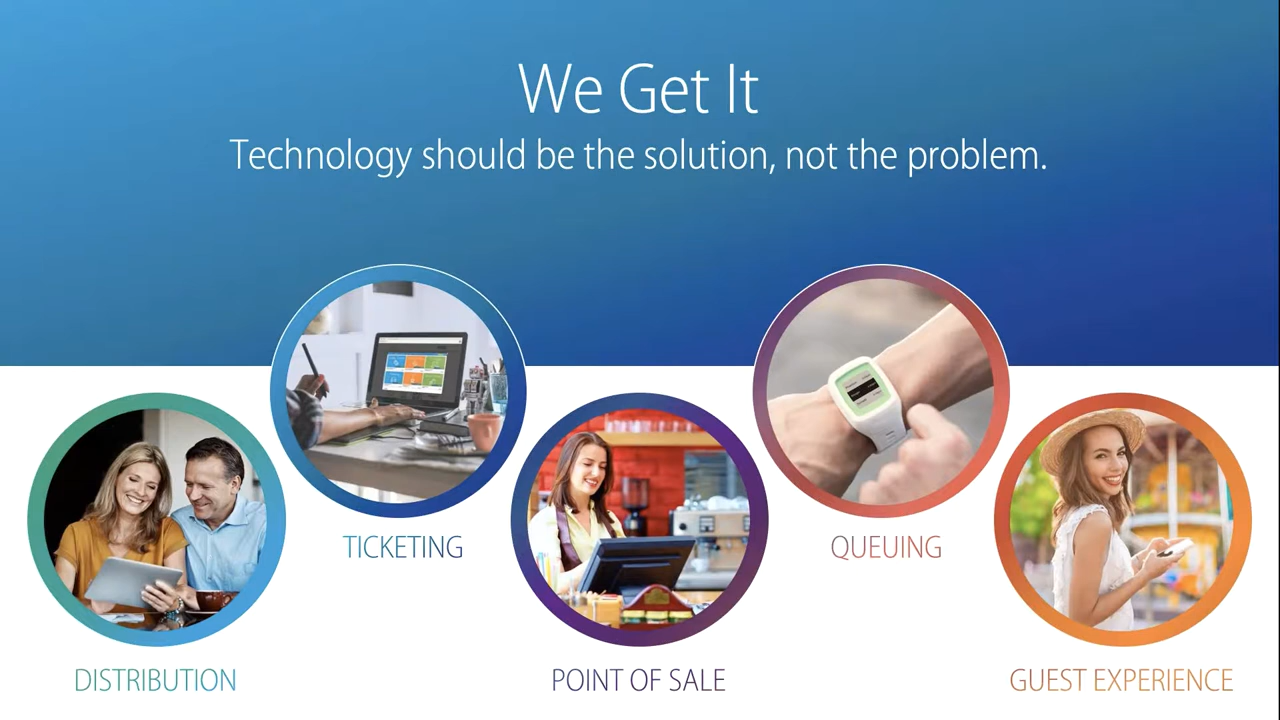 We Get It
Technology should be the solution, not the problem.
TICKETING
QUEUING
DISTRIBUTION
POINT OF SALE
GUEST EXPERIENCE